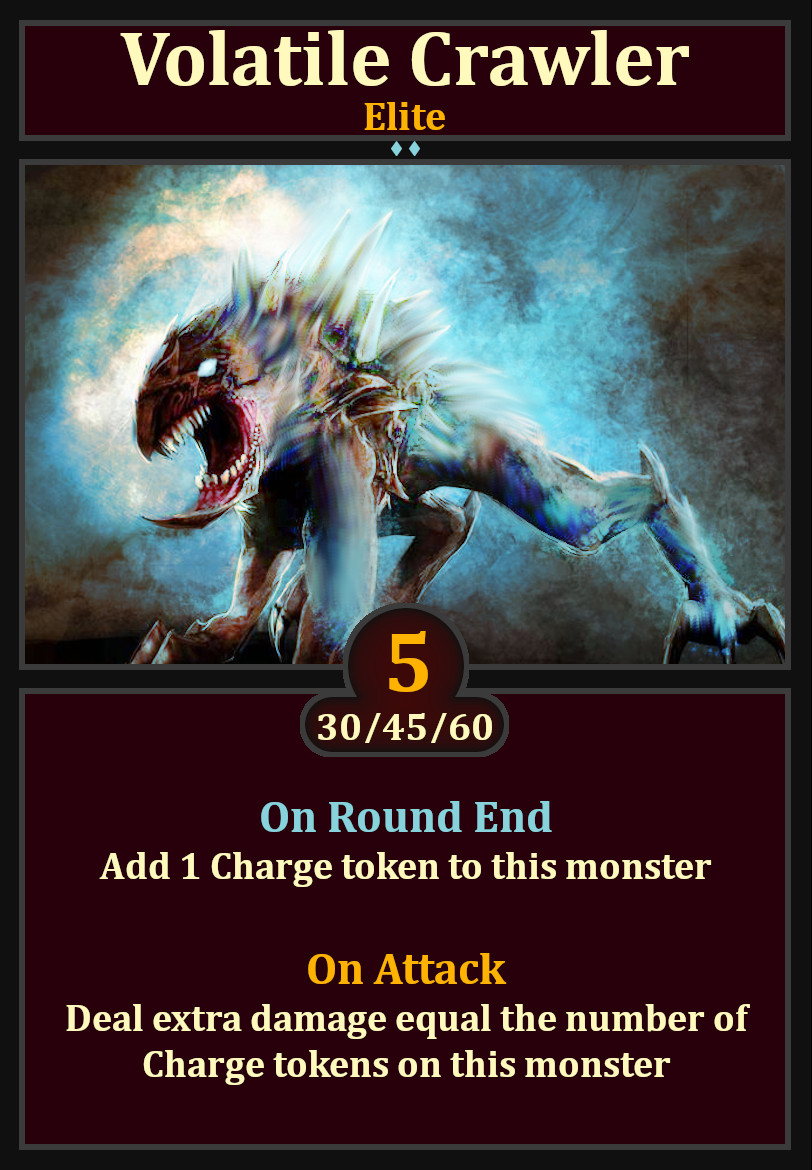 Volatile Crawler
Elite
5
30/45/60
On Round End
Add 1 Charge token to this monster
On Attack
Deal extra damage equal the number of
Charge tokens on this monster